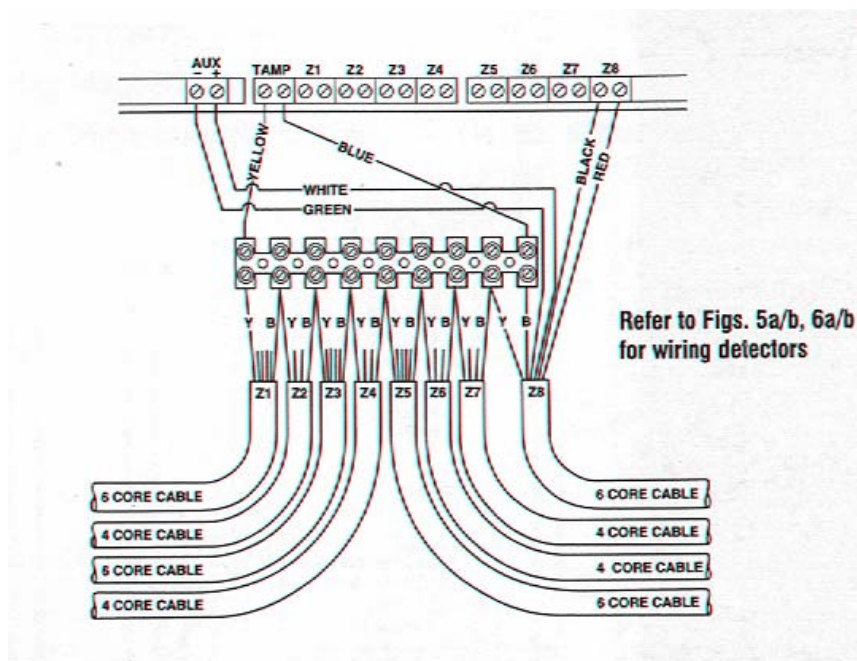 AUX
- +
TAMP Z1 Z2 Z3 Z4 Z5 Z6 Z7 Z8
YELLOW
BLUE
BLACK
RED
WHITE
GREEN
Y B Y B Y B Y B Y B Y B Y B Y B
Refer to Figs. 5a/b, 6a/b
for wiring detectors
Z1 Z2 Z3 Z4 Z5 Z6 Z7 Z8
6 CORE CABLE
4 CORE CABLE
6 CORE CABLE
4 CORE CABLE
6 CORE CABLE
4 CORE CABLE
4 CORE CABLE
6 CORE CABLE